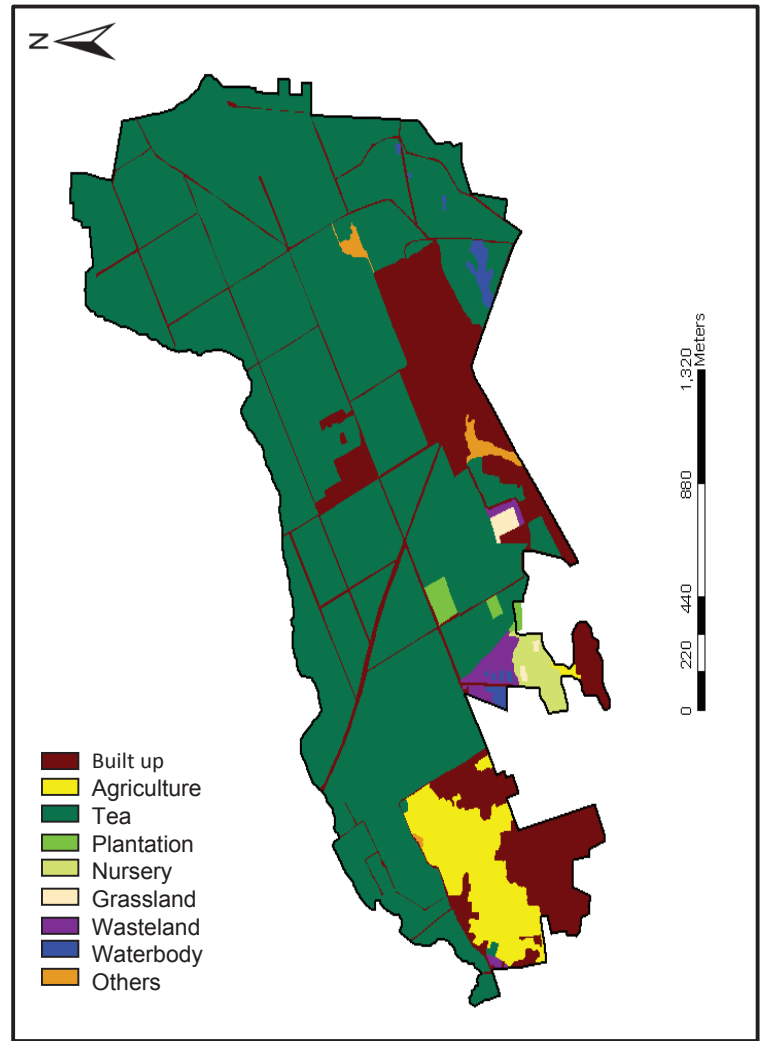 N
1,320
Meters
880
440
220
0
Built up
Agriculture
Tea
Plantation
Nursery
Grassland
Wasteland
Waterbody
Others